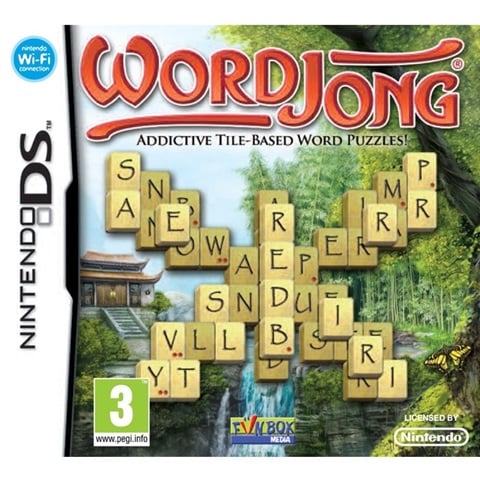 nintendo
Wi-Fi
connection
NINTENDO DS™
WORDJONG®
ADDICTIVE TILE-BASED WORD PUZZLES!
S N B M P
A N E R R R
O W A E P
R
E
D
B
S N D U E I
V L L S E R
Y T R I
3
www.pegi.info
FUNBOX
MEDIA
LICENSED BY
Nintendo